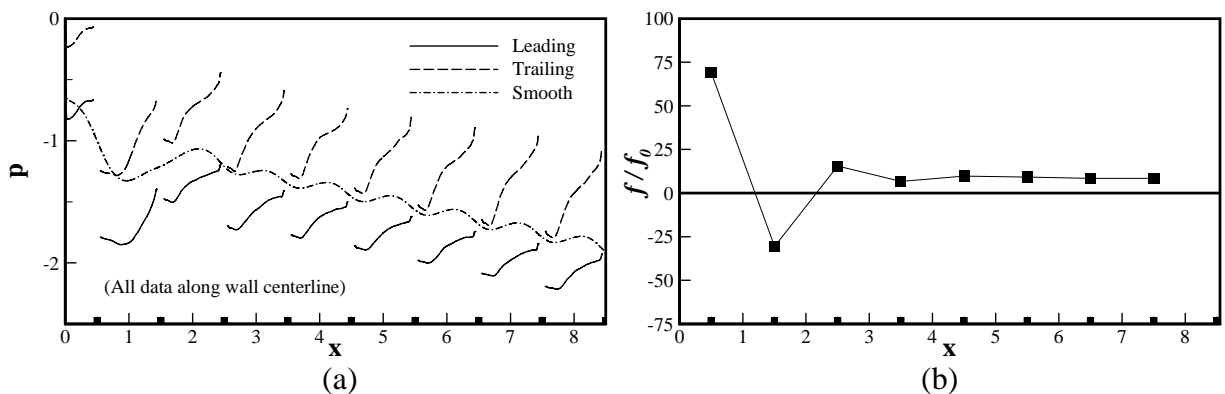 0
-1
-2
p
Leading
Trailing
Smooth
(All data along wall centerline)
0 1 2 3 4 5 6 7 8
x
(a)
100
75
50
25
0
-25
-50
-75
f / f0
0 1 2 3 4 5 6 7 8
x
(b)